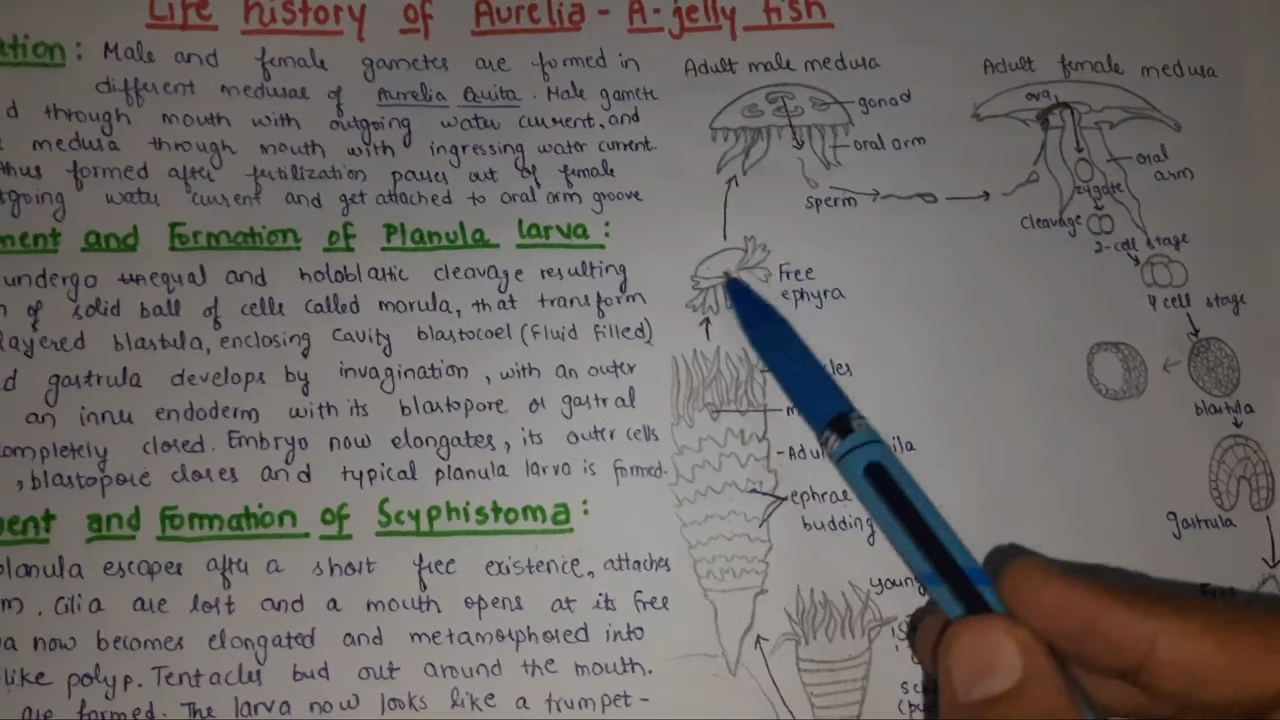 Life history of Aurelia - A-jelly fish
ation: Male and female gametes are formed in
different medusae of Aurelia Aurita. Male gamete
d through mouth with outgoing water current, and
medusa through mouth with ingressing water current.
thus formed after fertilization passes out of female
tgoing water current and get attached to oral arm groove
ment and Formation of Planula larva:
undergo unequal and holoblastic cleavage resulting
n of solid ball of cells called morula, that transform
layered blastula, enclosing cavity blastocoel (Fluid filled)
d gastrula develops by invagination, with an outer
an inner endoderm with its blastopore or gastral
completely closed. Embryo now elongates, its outer cells
, blastopore closes and typical planula larva is formed.
ent and Formation of Scyphistoma:
planula escapes after a short free existence, attaches
m. Cilia are lost and a mouth opens at its free
a now becomes elongated and metamorphosed into
-like polyp. Tentacles bud out around the mouth.
are formed. The larva now looks like a trumpet-
Adult male medusa
gonad
oral arm
sperm
Adult female medusa
ova
oral
arm
zygote
Cleavage
2-cell stage
4 cell stage
blastula
gastrula
Free
ephyra
cles
m
-Adu
ila
ephrae
budding
young